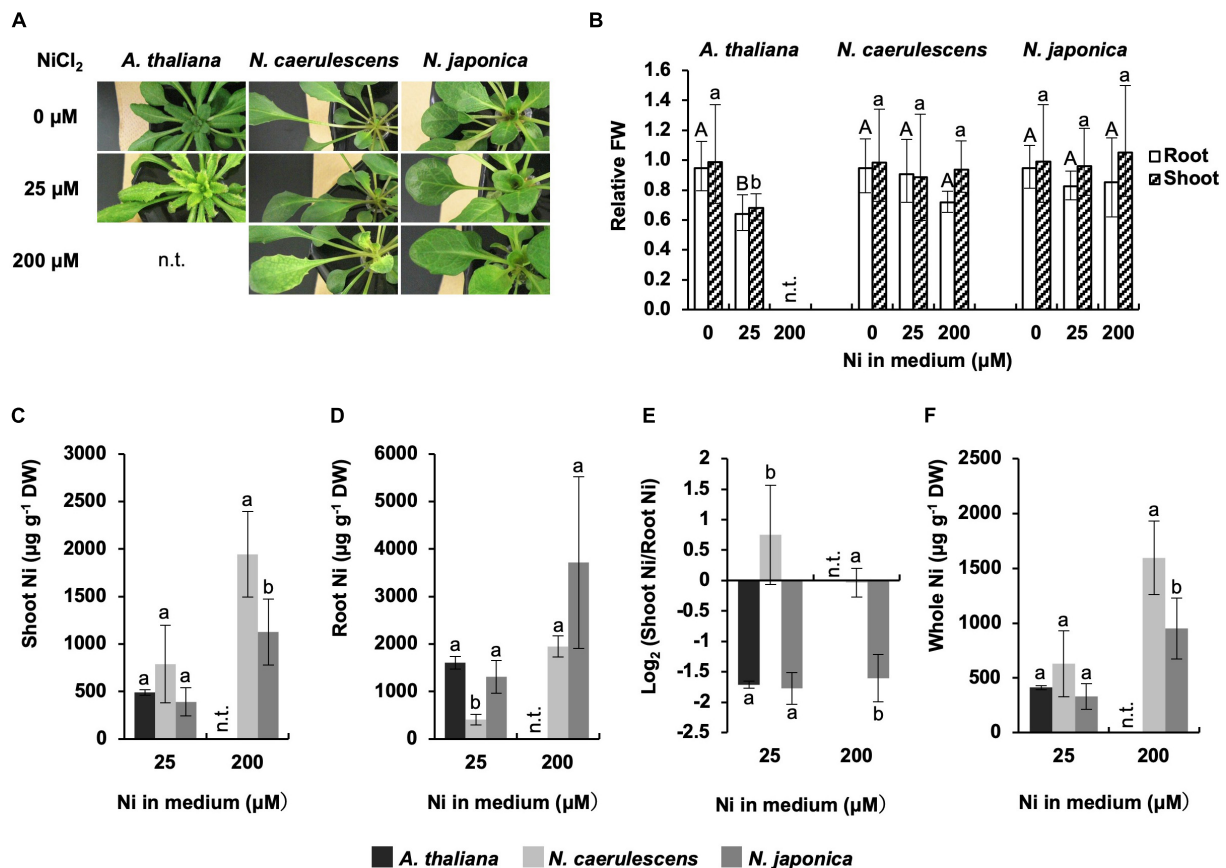 A
NiCl2 A. thaliana N. caerulescens N. japonica
0 µM
25 µM
200 µM n.t.
B
A. thaliana N. caerulescens N. japonica
Relative FW
1.6
1.4
1.2
1.0
0.8
0.6
0.4
0.2
0.0
A a B b n.t. A a A a A a A a A a A a
0 25 200 0 25 200 0 25 200
Ni in medium (µM)
Root
Shoot
C
Shoot Ni (µg g-1 DW)
3000
2500
2000
1500
1000
500
0
a a a n.t. a b
25 200
Ni in medium (µM)
D
Root Ni (µg g-1 DW)
6000
5000
4000
3000
2000
1000
0
a b a n.t. a a
25 200
Ni in medium (µM)
E
Log2 (Shoot Ni/Root Ni)
2
1.5
1
0.5
0
-0.5
-1
-1.5
-2
-2.5
a b a n.t. a b
25 200
Ni in medium (µM)
F
Whole Ni (µg g-1 DW)
2500
2000
1500
1000
500
0
a a a n.t. a b
25 200
Ni in medium (µM)
A. thaliana N. caerulescens N. japonica